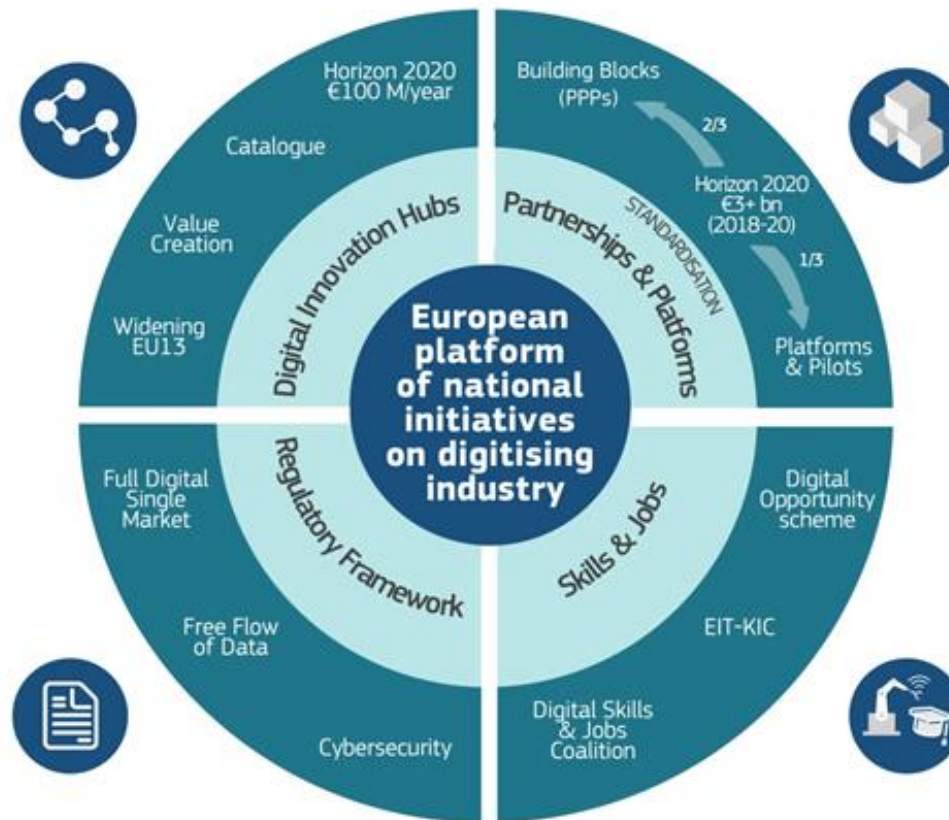 Horizon 2020
€100 M/year
Catalogue
Value
Creation
Widening
EU13
Digital Innovation Hubs
Building Blocks
(PPPs)
2/3
Horizon 2020
€3+ bn
(2018-20)
1/3
Platforms
& Pilots
STANDARDISATION
Partnerships & Platforms
European
platform
of national
initiatives
on digitising
industry
Regulatory Framework
Full Digital
Single
Market
Free Flow
of Data
Cybersecurity
Skills & Jobs
Digital
Opportunity
scheme
EIT-KIC
Digital Skills
& Jobs
Coalition